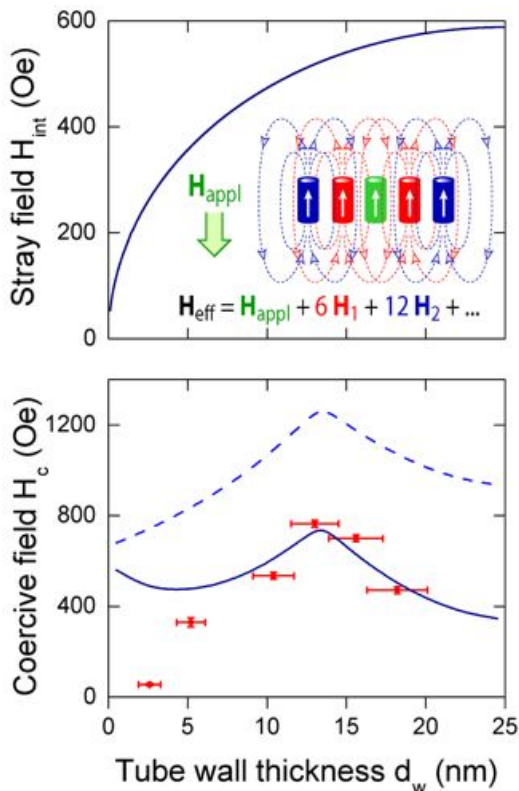 Stray field H_int (Oe)
600
400
200
0
H_appl
H_eff = H_appl + 6 H_1 + 12 H_2 + ...
Coercive field H_c (Oe)
1200
800
400
0
0 5 10 15 20 25
Tube wall thickness d_w (nm)